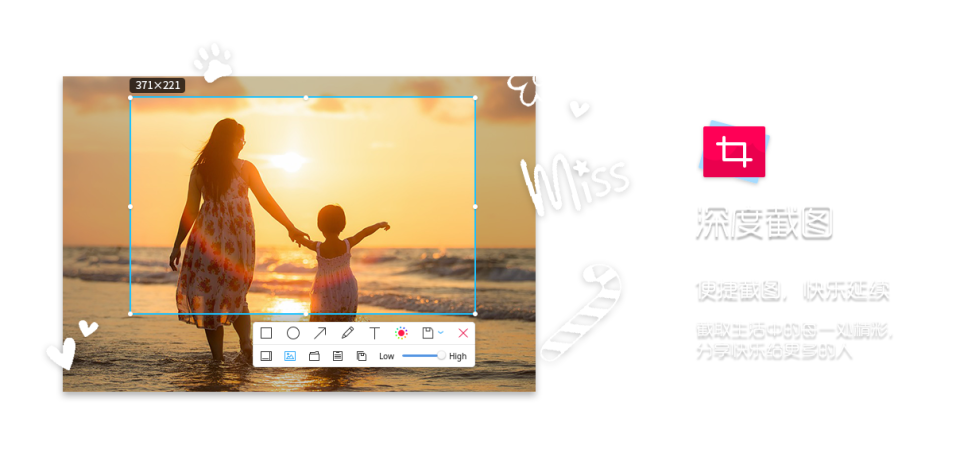 371×221
Miss
Low High
深度截图
便捷截图，快乐延续
截取生活中的每一处精彩，
分享快乐给更多的人